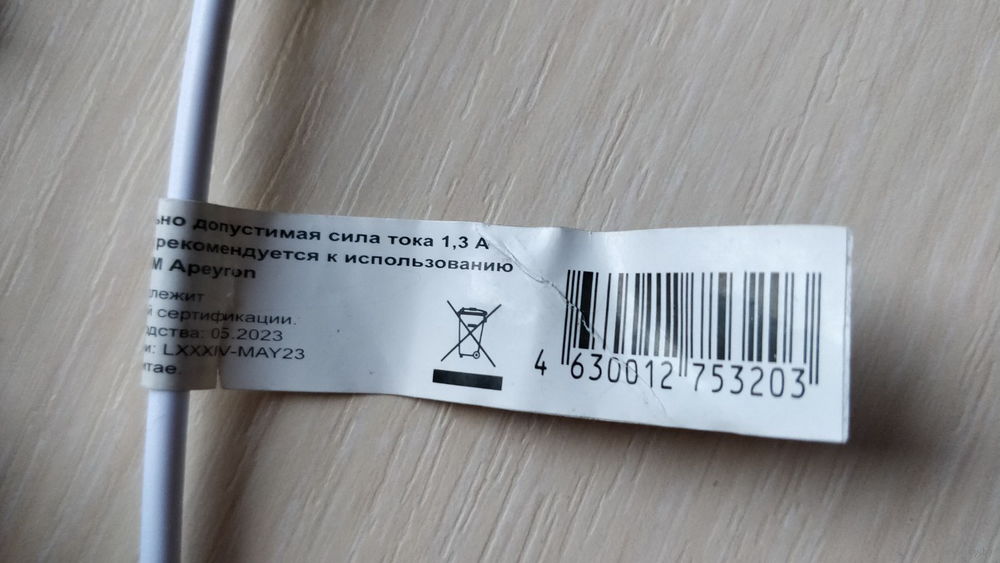 ьно допустимая сила тока 1,3 А
рекомендуется к использованию
М Apeyron
лежит
й сертификации.
одства: 05.2023
и: LXXXIV-MAY23
итае.
4 630012 753203